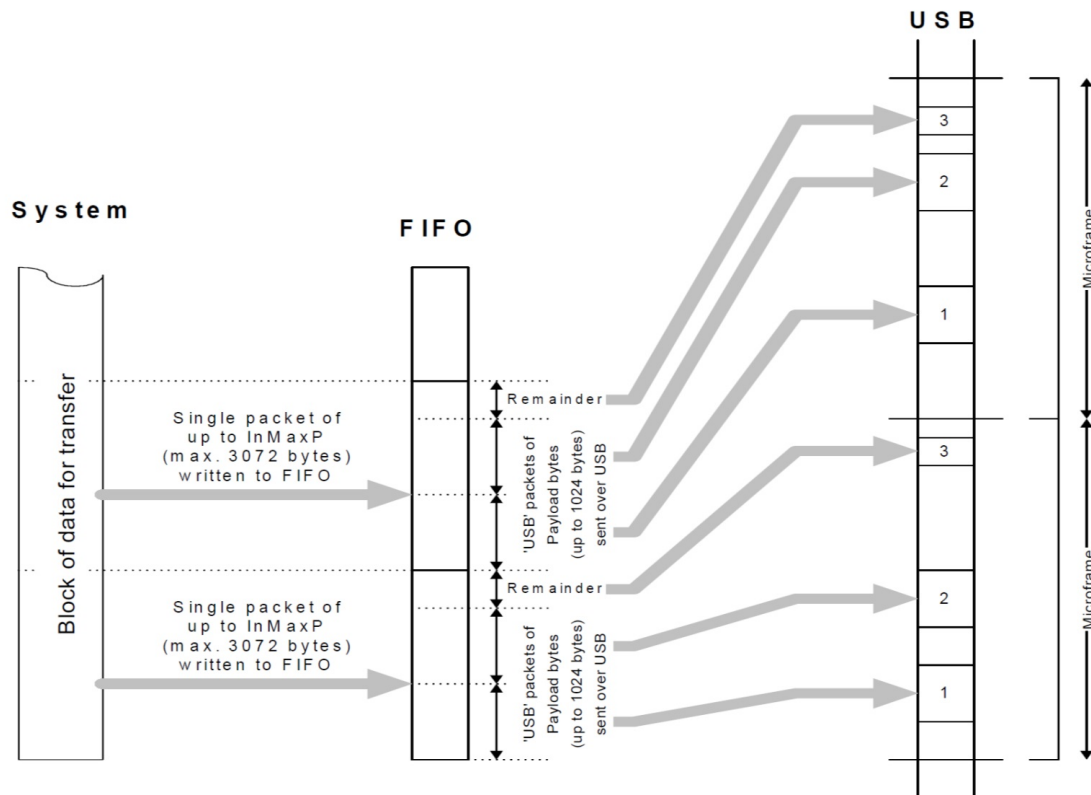 USB
System
FIFO
3
2
1
Microframe
Block of data for transfer
Single packet of
up to InMaxP
(max. 3072 bytes)
written to FIFO
Remainder
'USB' packets of
Payload bytes
(up to 1024 bytes)
sent over USB
3
2
1
Microframe
Single packet of
up to InMaxP
(max. 3072 bytes)
written to FIFO
Remainder
'USB' packets of
Payload bytes
(up to 1024 bytes)
sent over USB